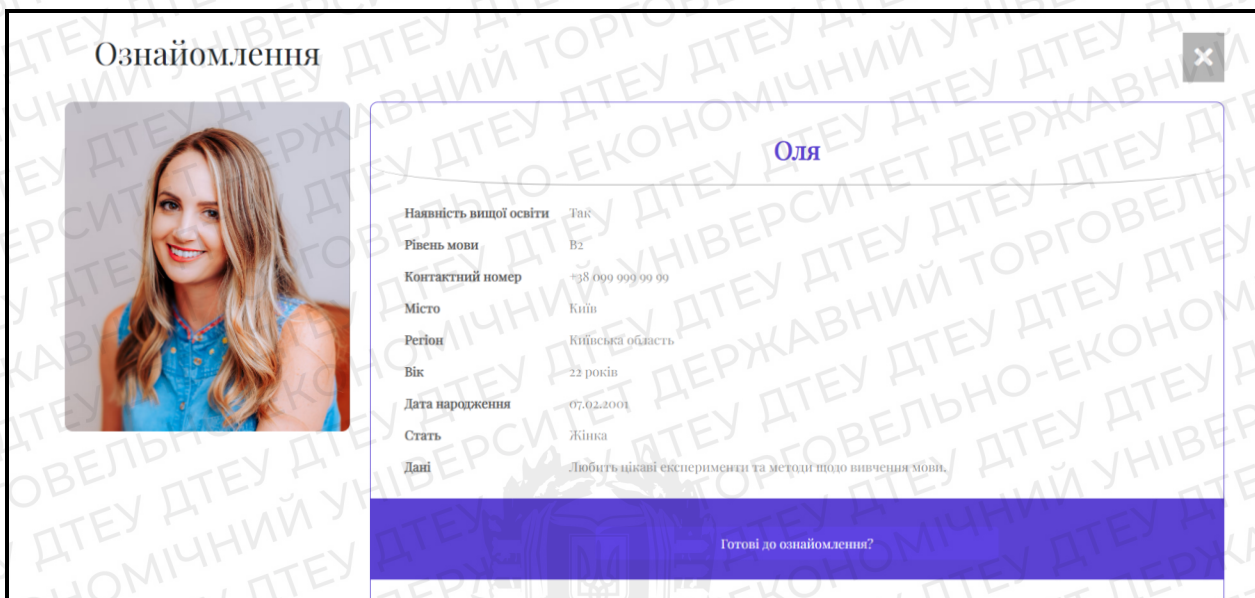 Ознайомлення
Оля
Наявність вищої освіти Так
Рівень мови B2
Контактний номер +38 099 999 99 99
Місто Київ
Регіон Київська область
Вік 22 років
Дата народження 07.02.2001
Стать Жінка
Дані Любить цікаві експерименти та методи щодо вивчення мови.
Готові до ознайомлення?